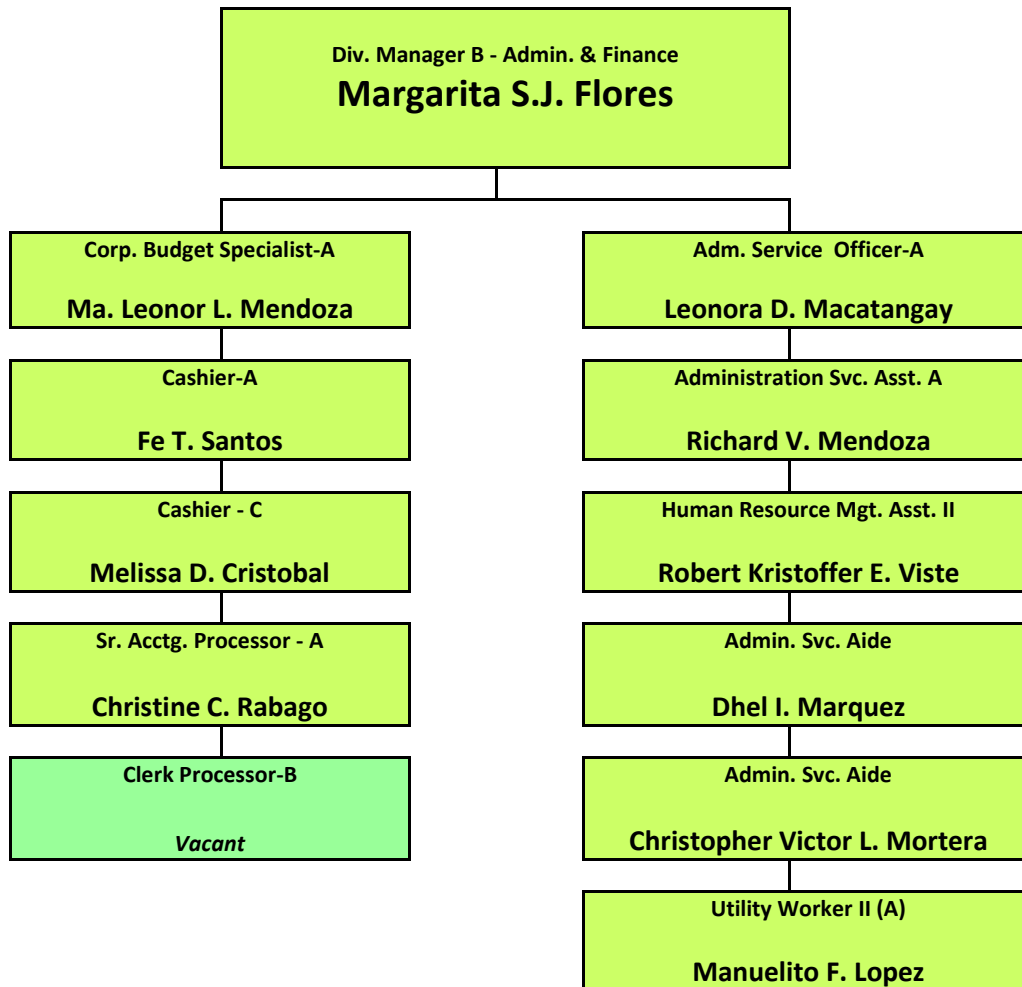 Div. Manager B - Admin. & Finance
Margarita S.J. Flores
Corp. Budget Specialist-A
Ma. Leonor L. Mendoza
Cashier-A
Fe T. Santos
Cashier - C
Melissa D. Cristobal
Sr. Acctg. Processor - A
Christine C. Rabago
Clerk Processor-B
Vacant
Adm. Service  Officer-A
Leonora D. Macatangay
Administration Svc. Asst. A
Richard V. Mendoza
Human Resource Mgt. Asst. II
Robert Kristoffer E. Viste
Admin. Svc. Aide
Dhel I. Marquez
Admin. Svc. Aide
Christopher Victor L. Mortera
Utility Worker II (A)
Manuelito F. Lopez